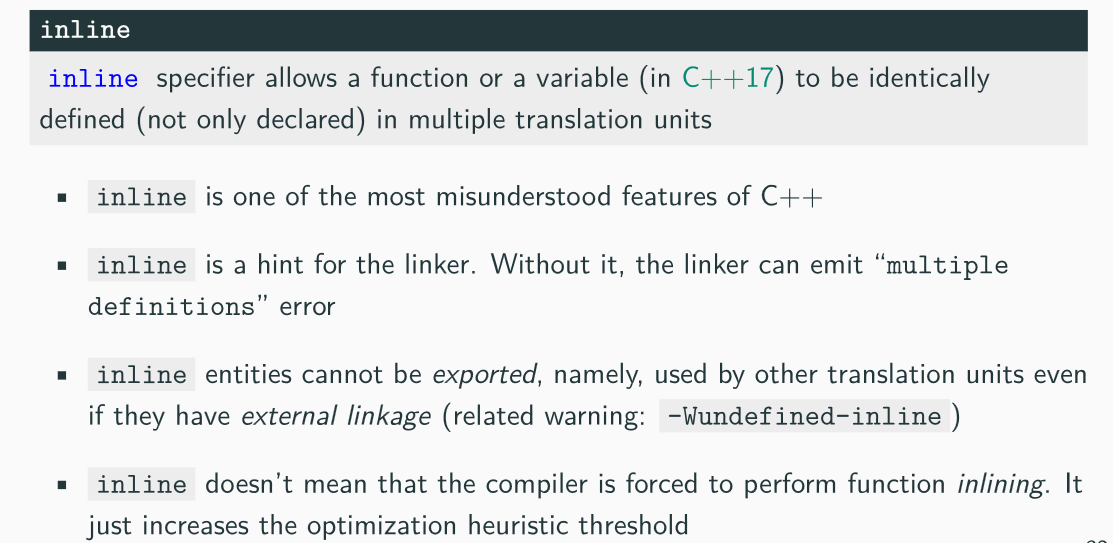 inline
inline specifier allows a function or a variable (in C++17) to be identically
defined (not only declared) in multiple translation units
▪ inline is one of the most misunderstood features of C++
▪ inline is a hint for the linker. Without it, the linker can emit “multiple
definitions” error
▪ inline entities cannot be exported, namely, used by other translation units even
if they have external linkage (related warning: -Wundefined-inline)
▪ inline doesn't mean that the compiler is forced to perform function inlining. It
just increases the optimization heuristic threshold